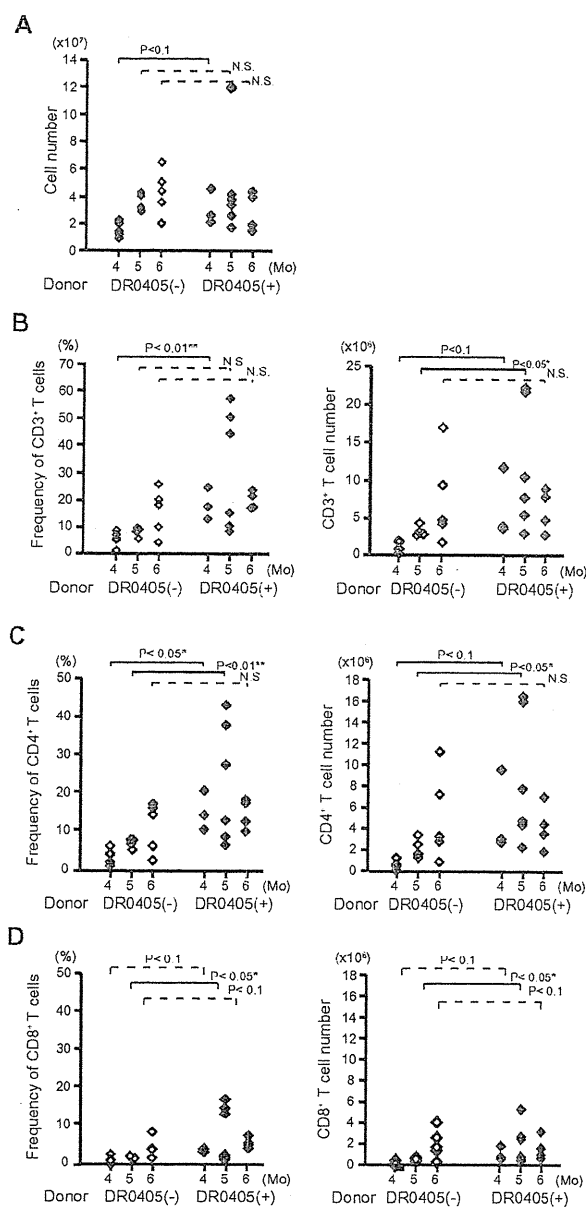 A
(x10⁷)
P<0.1
N.S.
N.S.
Cell number
14
12
10
8
6
4
2
0
4 5 6 4 5 6 (Mo)
Donor DR0405(-) DR0405(+)
B
(%)
P< 0.01**
N S
N.S.
Frequency of CD3⁺ T cells
70
60
50
40
30
20
10
0
4 5 6 4 5 6 (Mo)
Donor DR0405(-) DR0405(+)
(x10⁶)
P<0.1
P<0.05*
N.S.
CD3⁺ T cell number
25
20
15
10
5
0
4 5 6 4 5 6 (Mo)
Donor DR0405(-) DR0405(+)
C
(%)
P< 0.05*
P<0.01**
N.S
Frequency of CD4⁺ T cells
50
40
30
20
10
0
4 5 6 4 5 6 (Mo)
Donor DR0405(-) DR0405(+)
(x10⁶)
P< 0.1
P<0.05*
N.S
CD4⁺ T cell number
18
16
14
12
10
8
6
4
2
0
4 5 6 4 5 6 (Mo)
Donor DR0405(-) DR0405(+)
D
(%)
P< 0.1
P< 0.05*
P< 0.1
Frequency of CD8⁺ T cells
50
40
30
20
10
0
4 5 6 4 5 6 (Mo)
Donor DR0405(-) DR0405(+)
(x10⁶)
P< 0.1
P< 0.05*
P< 0.1
CD8⁺ T cell number
18
16
14
12
10
8
6
4
2
0
4 5 6 4 5 6 (Mo)
Donor DR0405(-) DR0405(+)